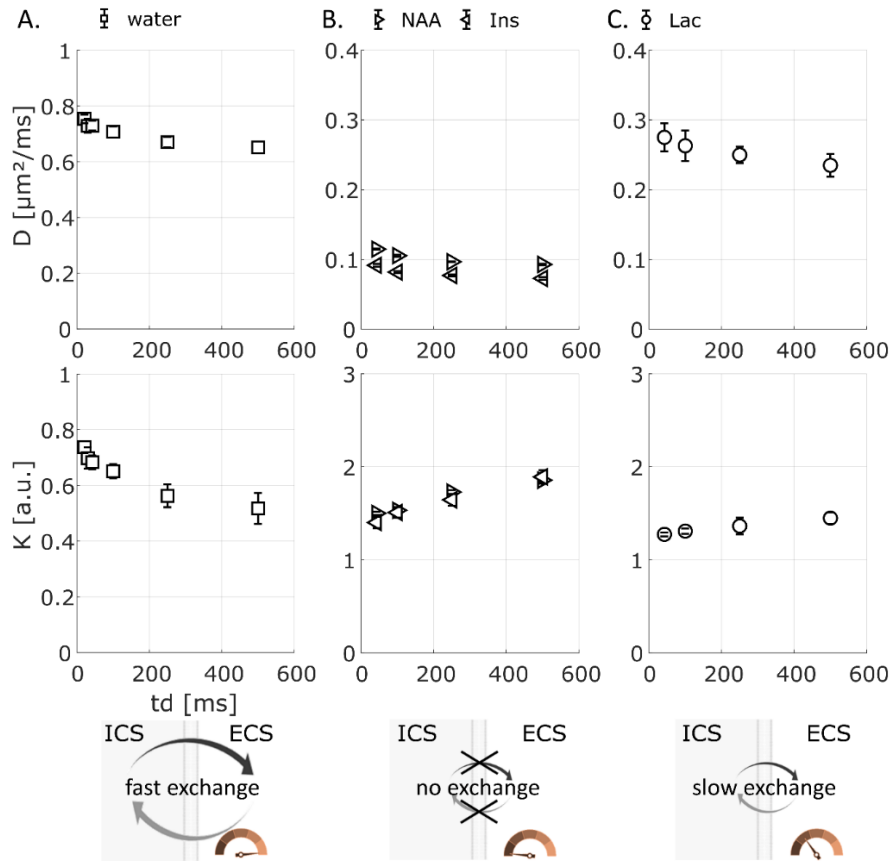 A.
water
B.
NAA
Ins
C.
Lac
D [µm²/ms]
1
0.8
0.6
0.4
0.2
0
0 200 400 600
0.4
0.3
0.2
0.1
0
0 200 400 600
0.4
0.3
0.2
0.1
0
0 200 400 600
K [a.u.]
1
0.8
0.6
0.4
0.2
0
0 200 400 600
td [ms]
3
2
1
0
0 200 400 600
3
2
1
0
0 200 400 600
ICS ECS
fast exchange
ICS ECS
no exchange
ICS ECS
slow exchange